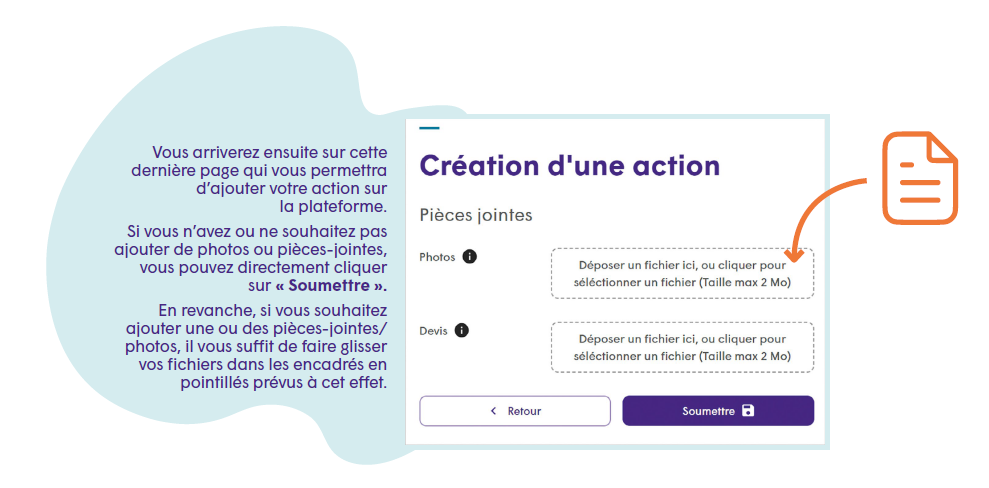 Vous arriverez ensuite sur cette
dernière page qui vous permettra
d'ajouter votre action sur
la plateforme.
Si vous n'avez ou ne souhaitez pas
ajouter de photos ou pièces-jointes,
vous pouvez directement cliquer
sur « Soumettre ».
En revanche, si vous souhaitez
ajouter une ou des pièces-jointes/
photos, il vous suffit de faire glisser
vos fichiers dans les encadrés en
pointillés prévus à cet effet.
Création d'une action
Pièces jointes
Photos
Déposer un fichier ici, ou cliquer pour
séléctionner un fichier (Taille max 2 Mo)
Devis
Déposer un fichier ici, ou cliquer pour
séléctionner un fichier (Taille max 2 Mo)
< Retour
Soumettre